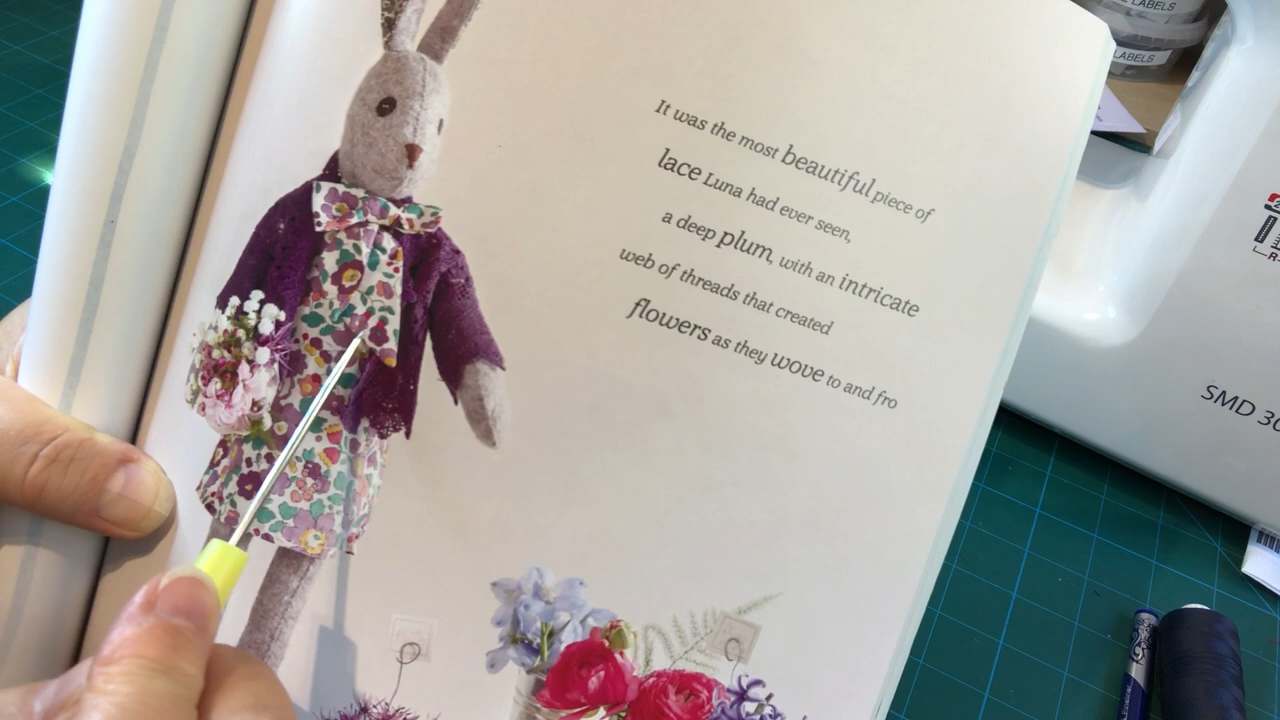 It was the most beautiful piece of
lace Luna had ever seen,
a deep plum, with an intricate
web of threads that created
flowers as they wove to and fro
LABELS
LABELS
SMD 30